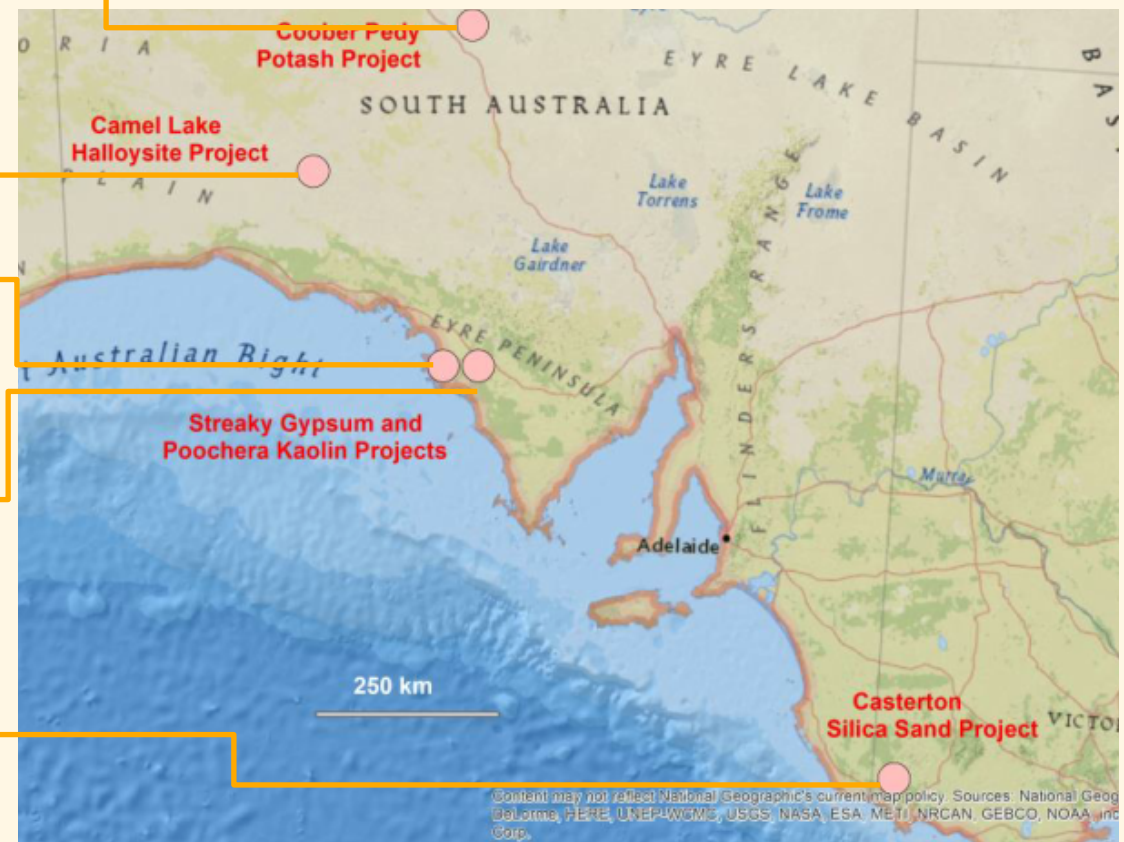 Coober Pedy
Potash Project
O R I A
EYRE LAKE BASIN
SOUTH AUSTRALIA
Camel Lake
Halloysite Project
PLAIN
Lake
Torrens
Lake
Frome
Lake
Gairdner
FLINDERS RANGE
EYRE PENINSULA
Australian Bight
Streaky Gypsum and
Poochera Kaolin Projects
Murray
Adelaide
250 km
Casterton
Silica Sand Project
VICTO
Content may not reflect National Geographic's current map policy. Sources: National Geog
DeLorme, HERE, UNEP-WCMC, USGS, NASA, ESA, METI, NRCAN, GEBCO, NOAA, inc
Corp.